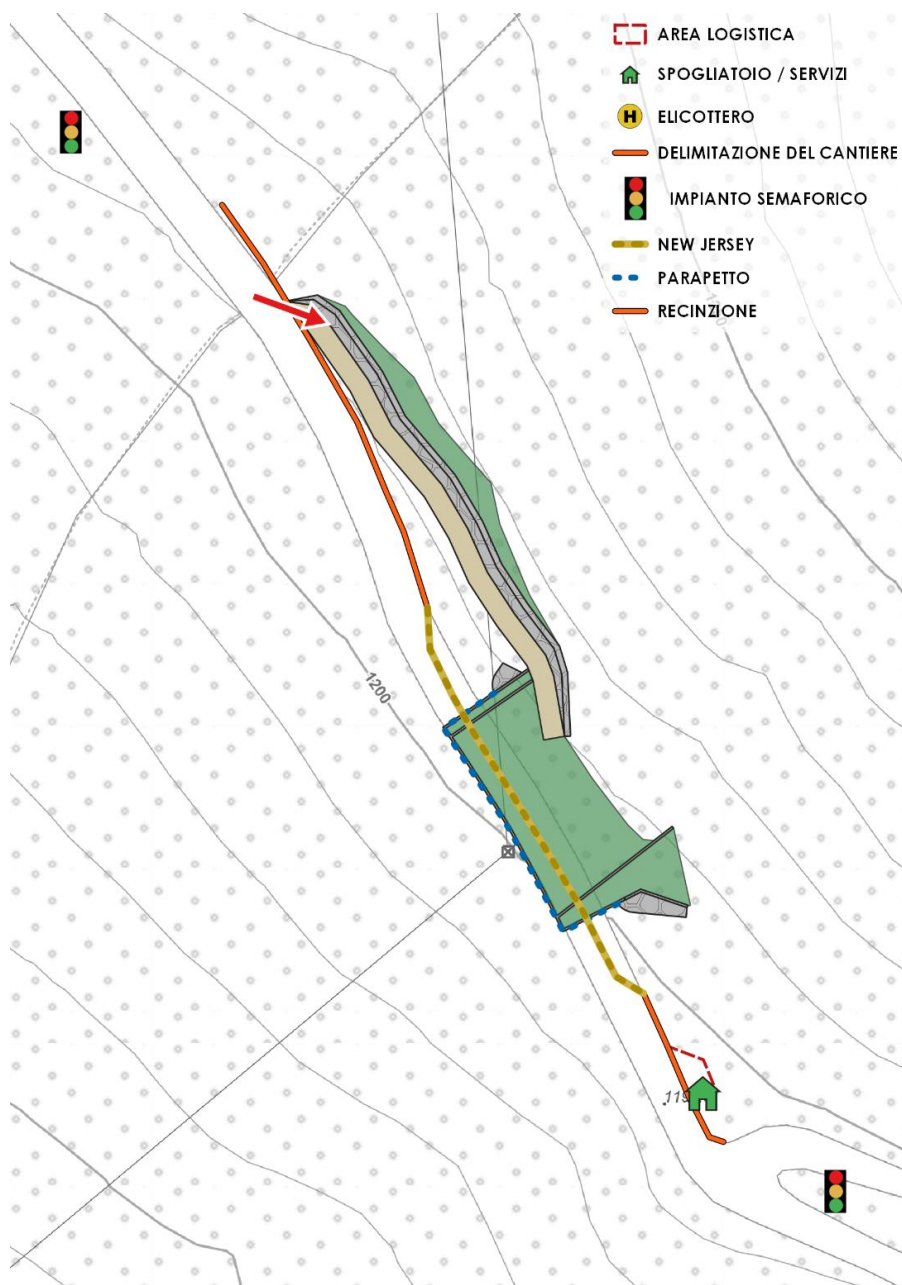 AREA LOGISTICA
SPOGLIATOIO / SERVIZI
H ELICOTTERO
DELIMITAZIONE DEL CANTIERE
IMPIANTO SEMAFORICO
NEW JERSEY
PARAPETTO
RECINZIONE
1200